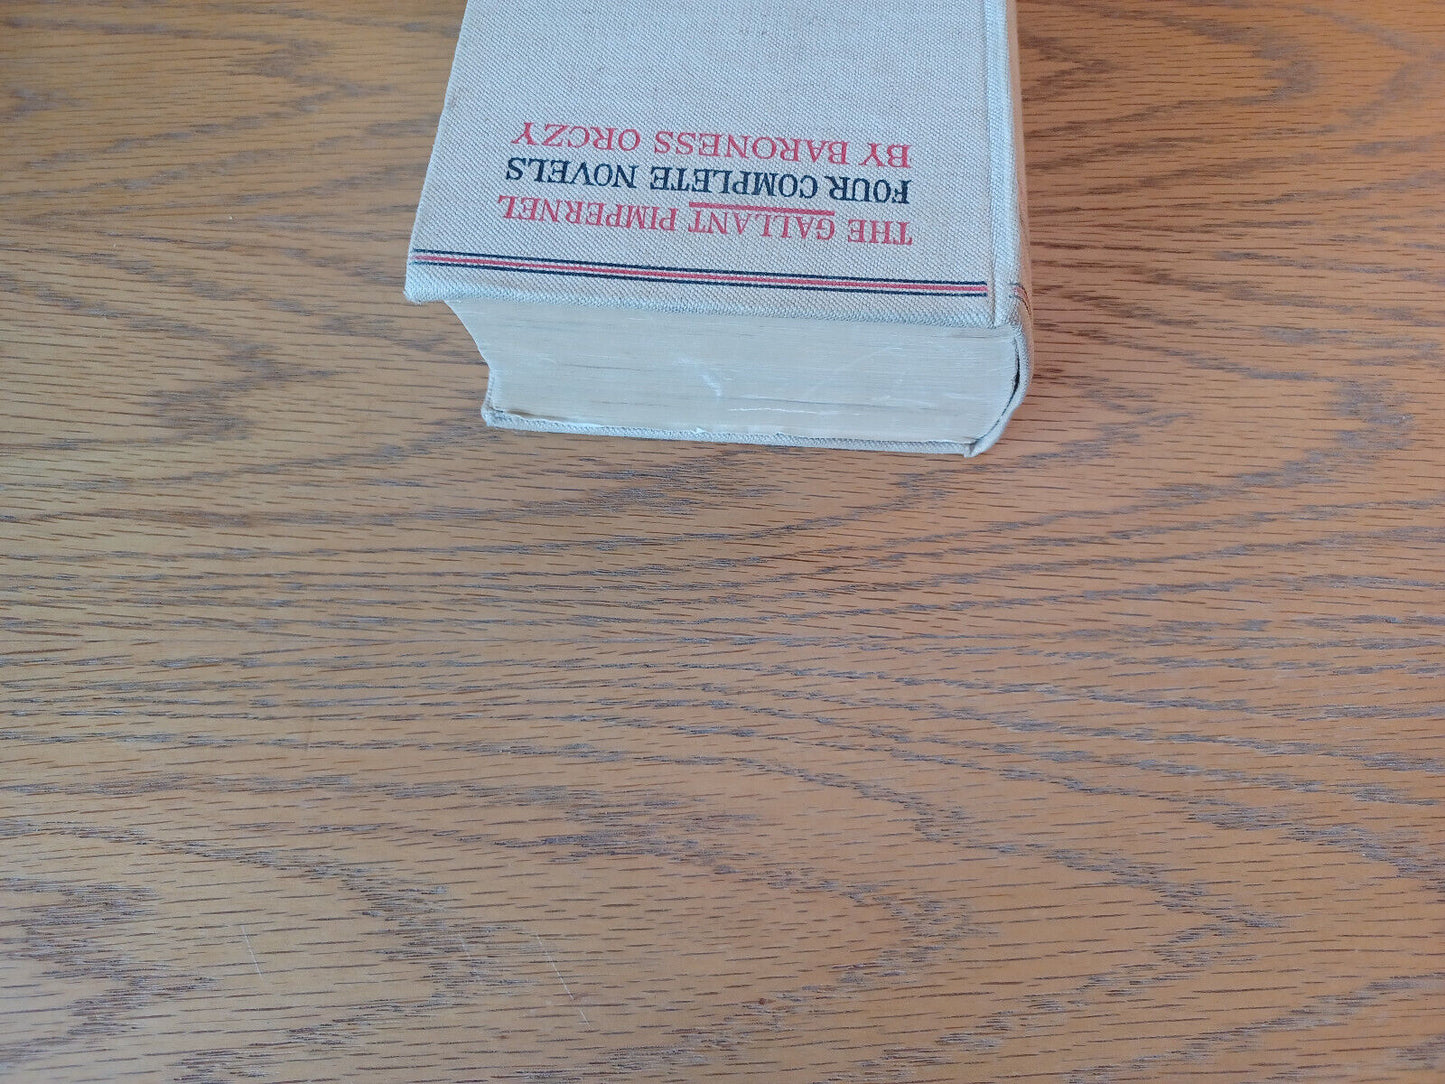 THE GALLANT PIMPERNEL
FOUR COMPLETE NOVELS
BY BARONESS ORCZY